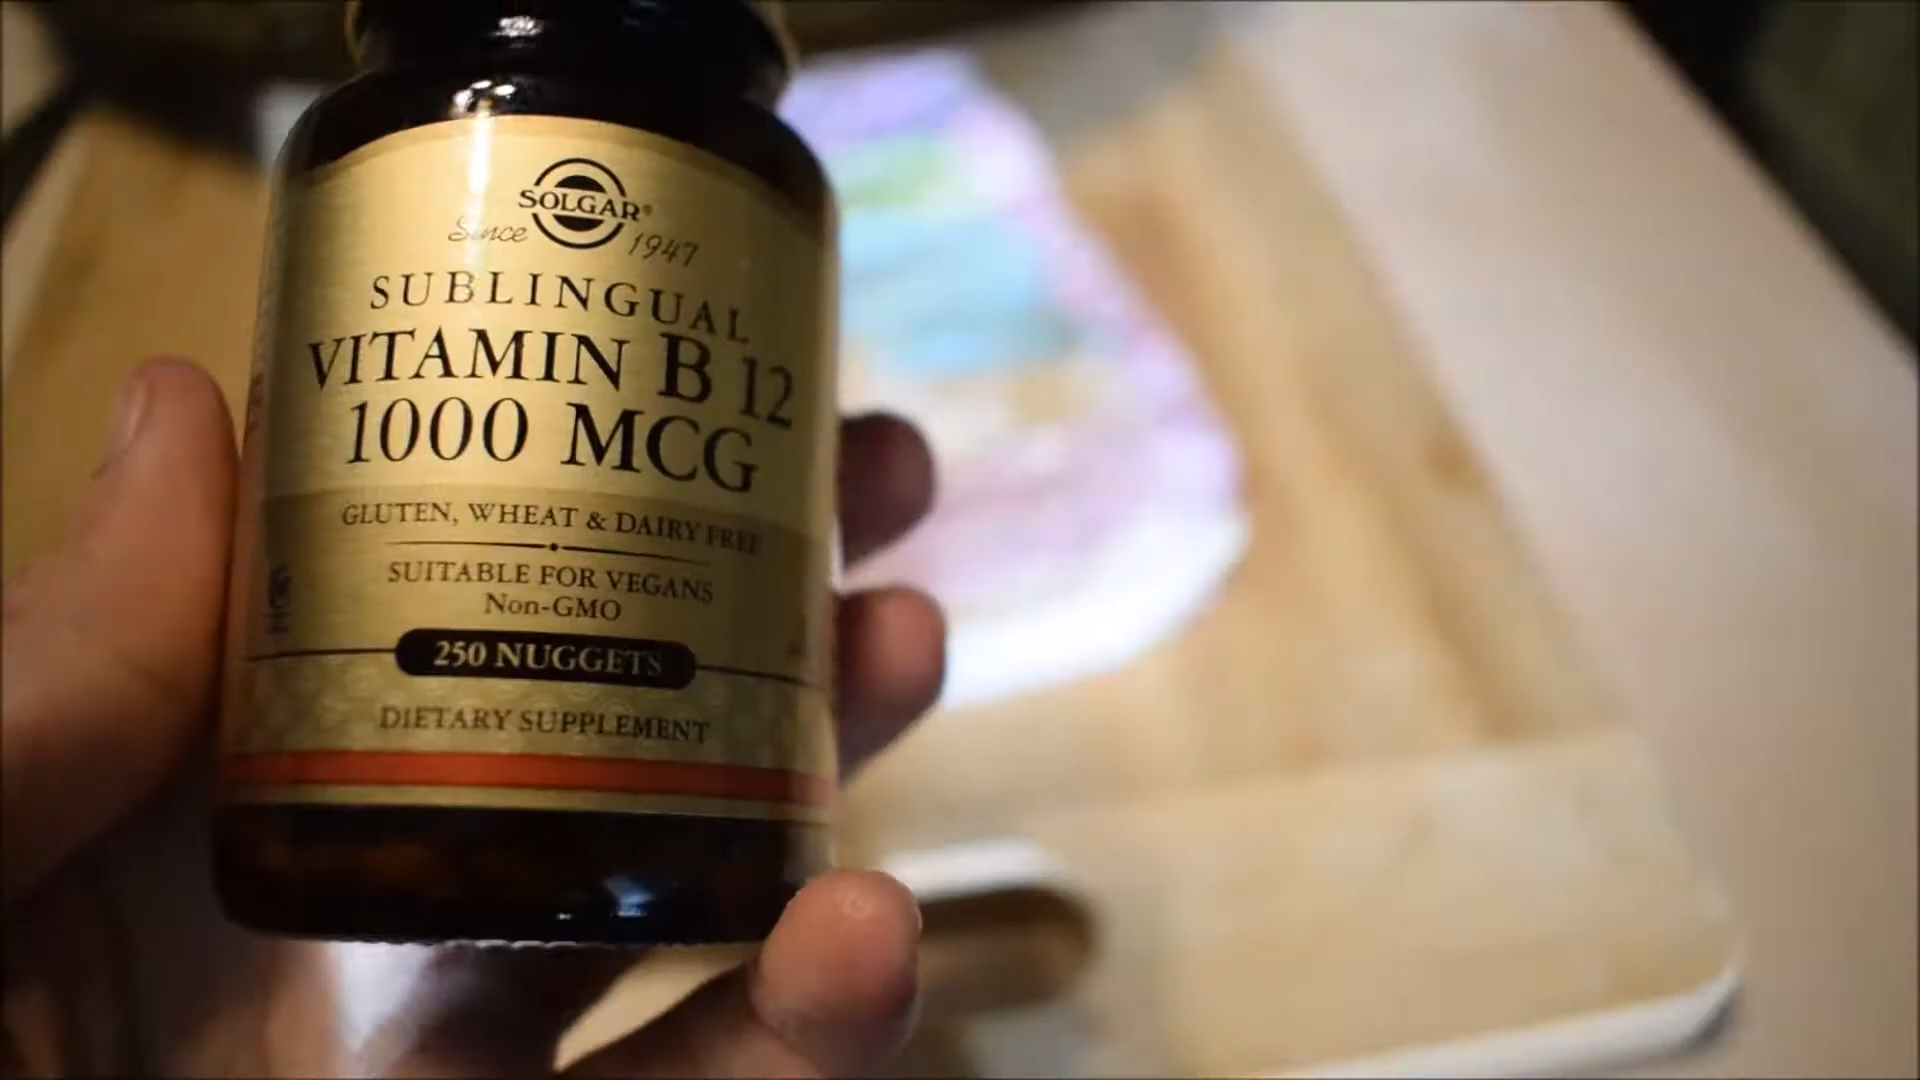 SOLGAR®
Since 1947
SUBLINGUAL
VITAMIN B 12
1000 MCG
GLUTEN, WHEAT & DAIRY FREE
SUITABLE FOR VEGANS
Non-GMO
250 NUGGETS
DIETARY SUPPLEMENT